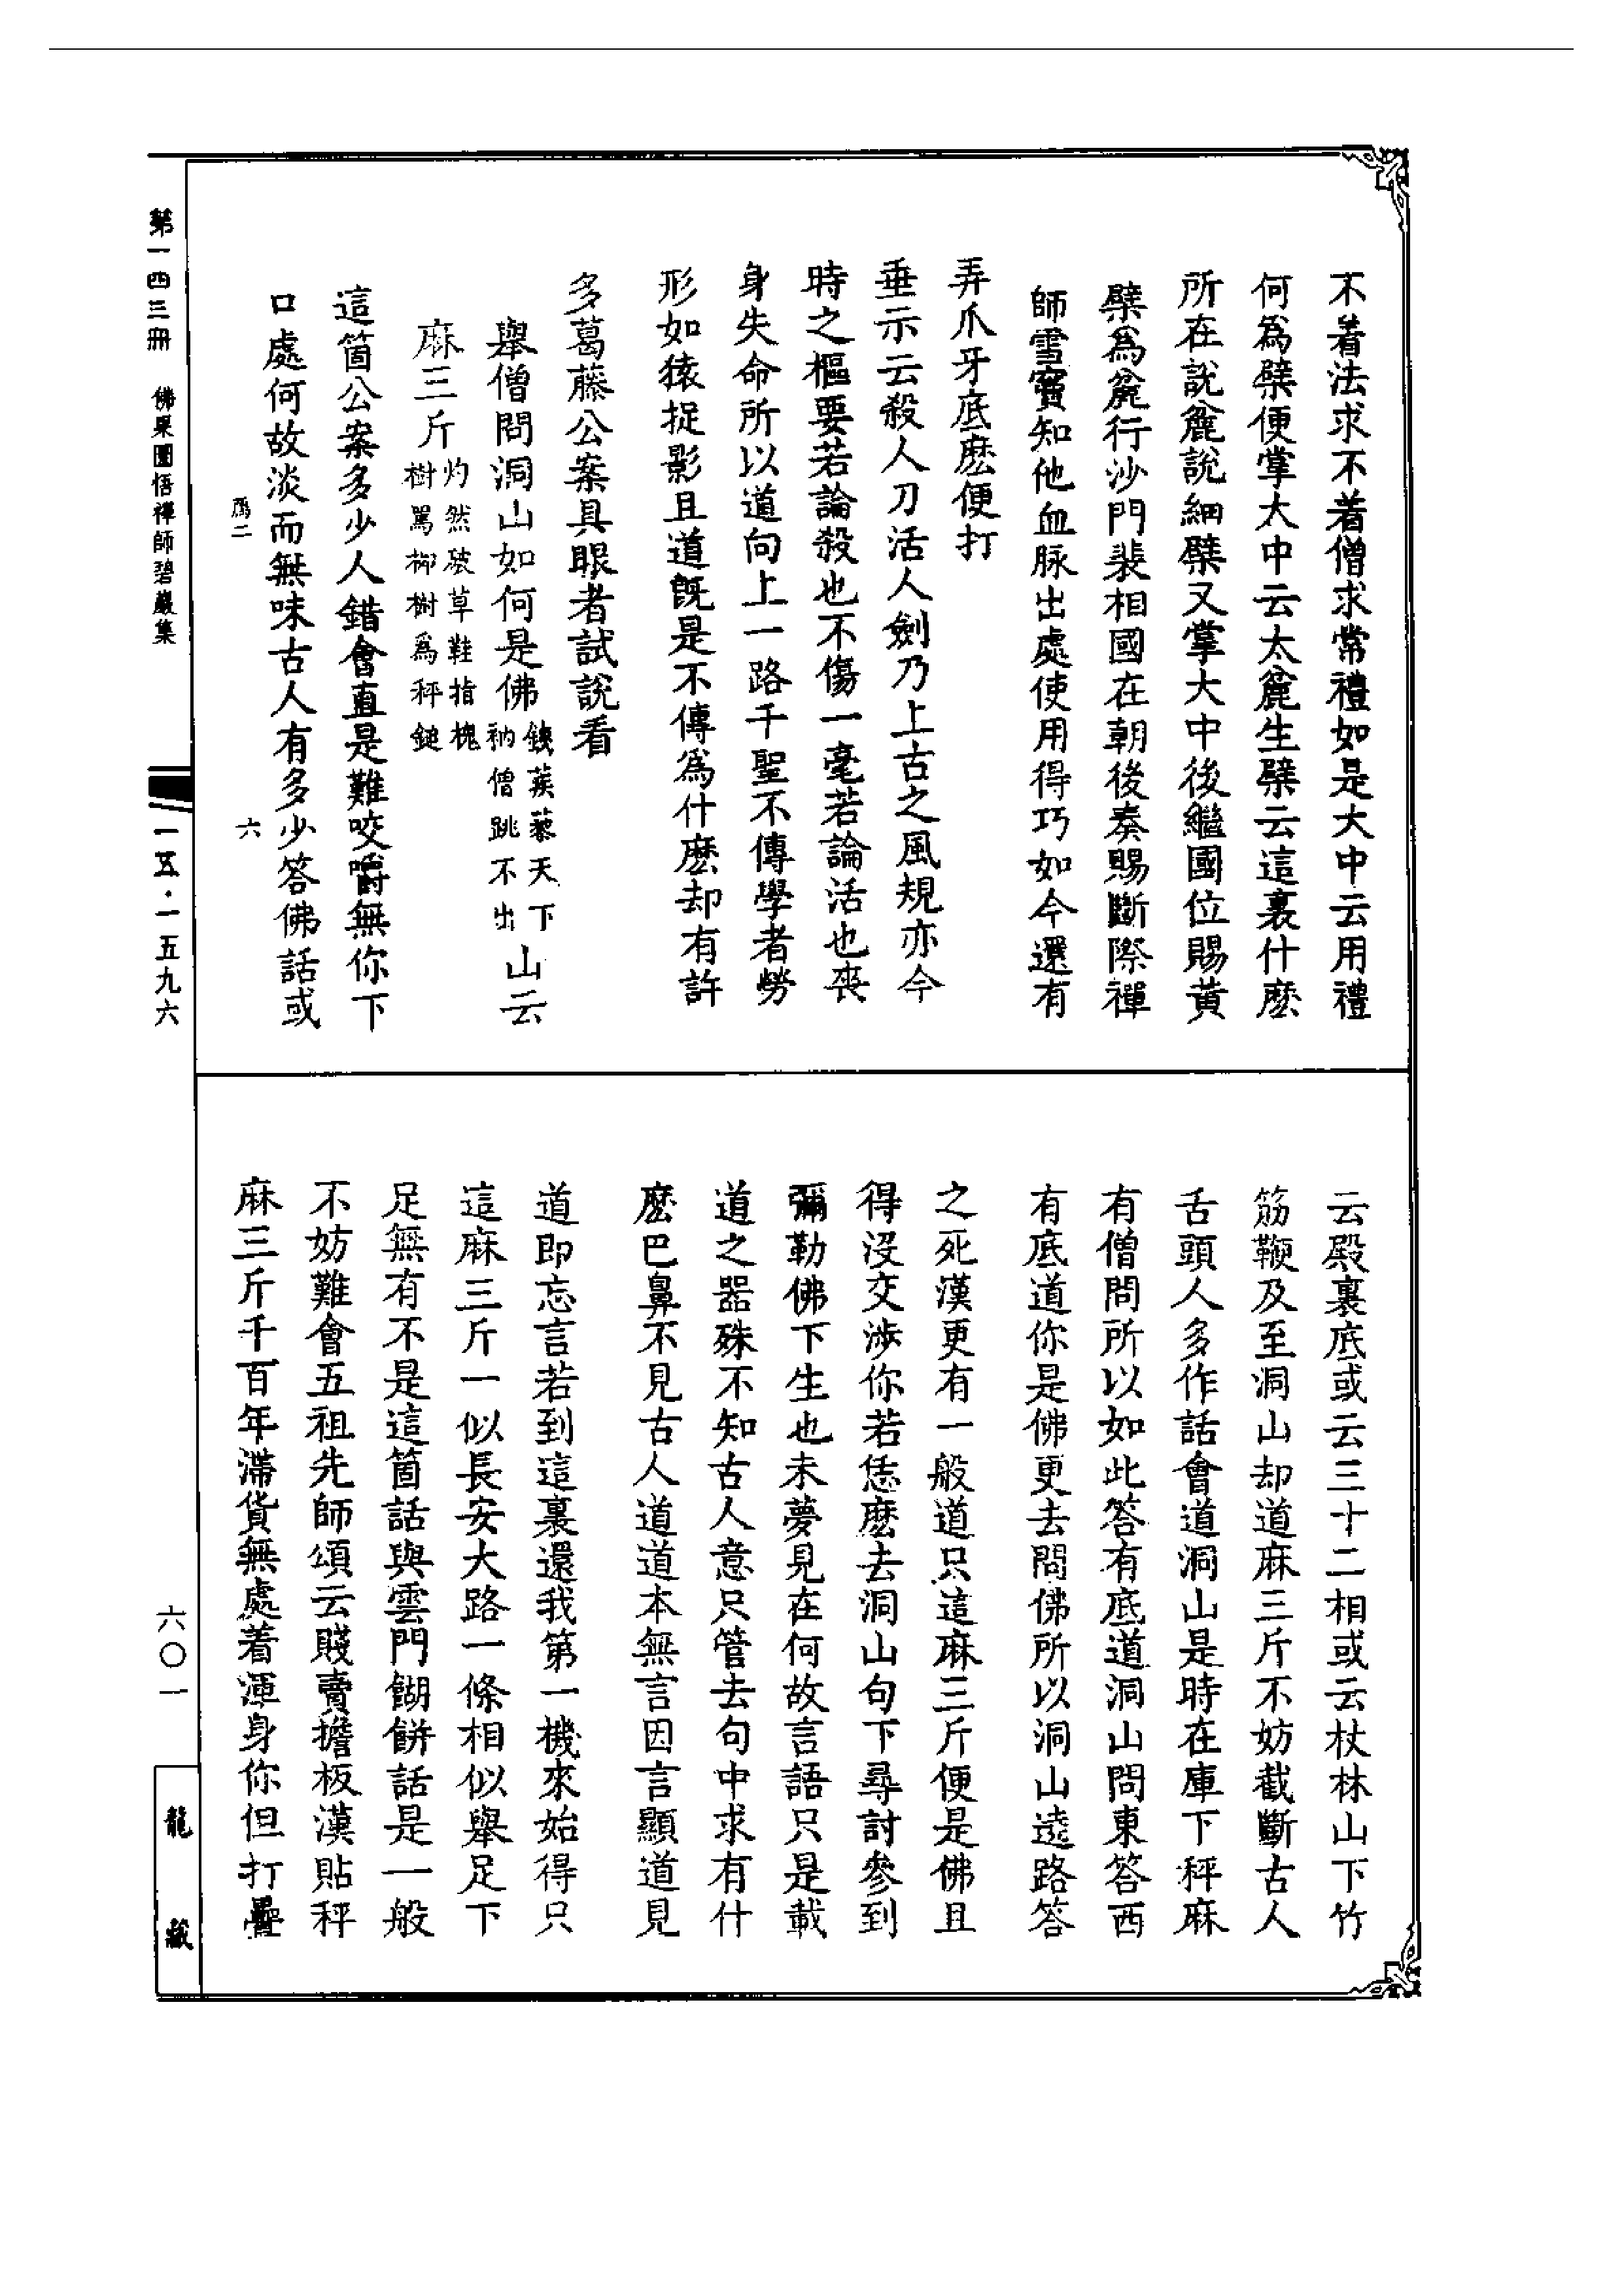 不着法求不着僧求常禮如是大中云用禮
何為檗便掌大中云太麄生檗云這裏什麽
所在說麄說細檗又掌大中後繼國位賜黃
檗為麄行沙門裴相國在朝後奏賜斷際禪
師雪竇知他血脉出處使用得巧如今還有
弄爪牙底麽便打
垂示云殺人刀活人劍乃上古之風規亦今
時之樞要若論殺也不傷一毫若論活也喪
身失命所以道向上一路千聖不傳學者勞
形如猿捉影且道旣是不傳為什麽却有許
多葛藤公案具眼者試說看
舉僧問洞山如何是佛鐵蒺藜天下衲僧跳不出山云
麻三斤灼然破草鞋指槐樹罵柳樹為秤鎚
這箇公案多少人錯會直是難咬嚼無你下
口處何故淡而無味古人有多少答佛話或
云殿裏底或云三十二相或云杖林山下竹
筋鞭及至洞山却道麻三斤不妨截斷古人
舌頭人多作話會道洞山是時在庫下秤麻
有僧問所以如此答有底道洞山問東答西
有底道你是佛更去問佛所以洞山遶路答
之死漢更有一般道只這麻三斤便是佛且
得沒交涉你若恁麽去洞山句下尋討參到
彌勒佛下生也未夢見在何故言語只是載
道之器殊不知古人意只管去句中求有什
麽巴鼻不見古人道道本無言因言顯道見
道即忘言若到這裏還我第一機來始得只
這麻三斤一似長安大路一條相似舉足下
足無有不是這箇話與雲門餬餅話是一般
不妨難會五祖先師頌云賤賣擔板漢貼秤
麻三斤千百年滯貨無處着渾身你但打疊
第一四三冊 佛果圜悟禪師碧巖集
一五·一五九六
六〇一
龍藏
六